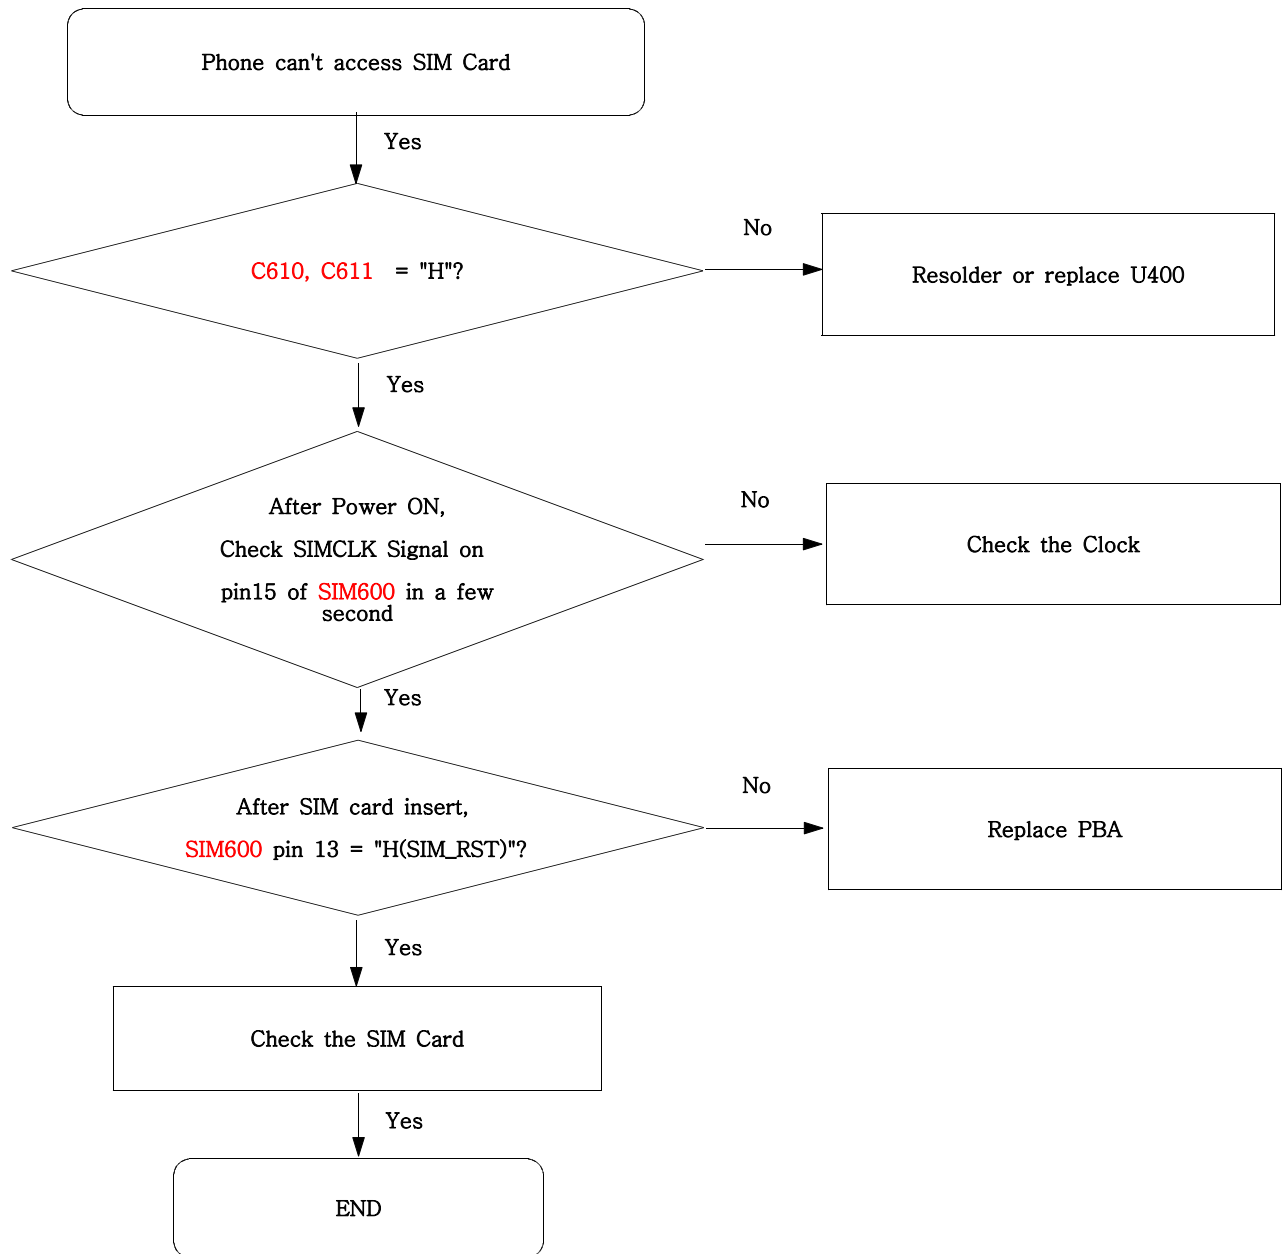 Phone can't access SIM Card
Yes
C610, C611 = "H"?
No
Resolder or replace U400
Yes
After Power ON,
Check SIMCLK Signal on
pin15 of SIM600 in a few
second
No
Check the Clock
Yes
After SIM card insert,
SIM600 pin 13 = "H(SIM_RST)"?
No
Replace PBA
Yes
Check the SIM Card
Yes
END